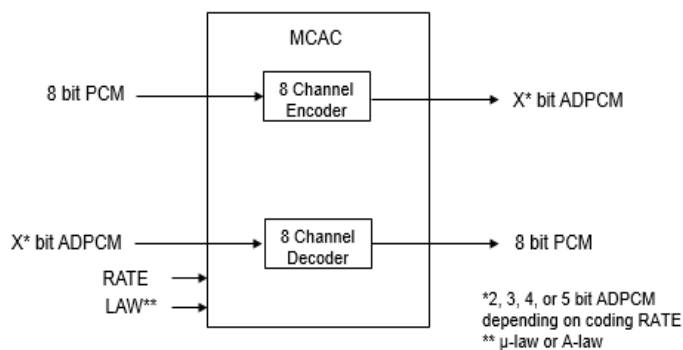 MCAC
8 bit PCM
8 Channel
Encoder
X* bit ADPCM
X* bit ADPCM
8 Channel
Decoder
8 bit PCM
RATE
LAW**
*2, 3, 4, or 5 bit ADPCM
depending on coding RATE
** μ-law or A-law